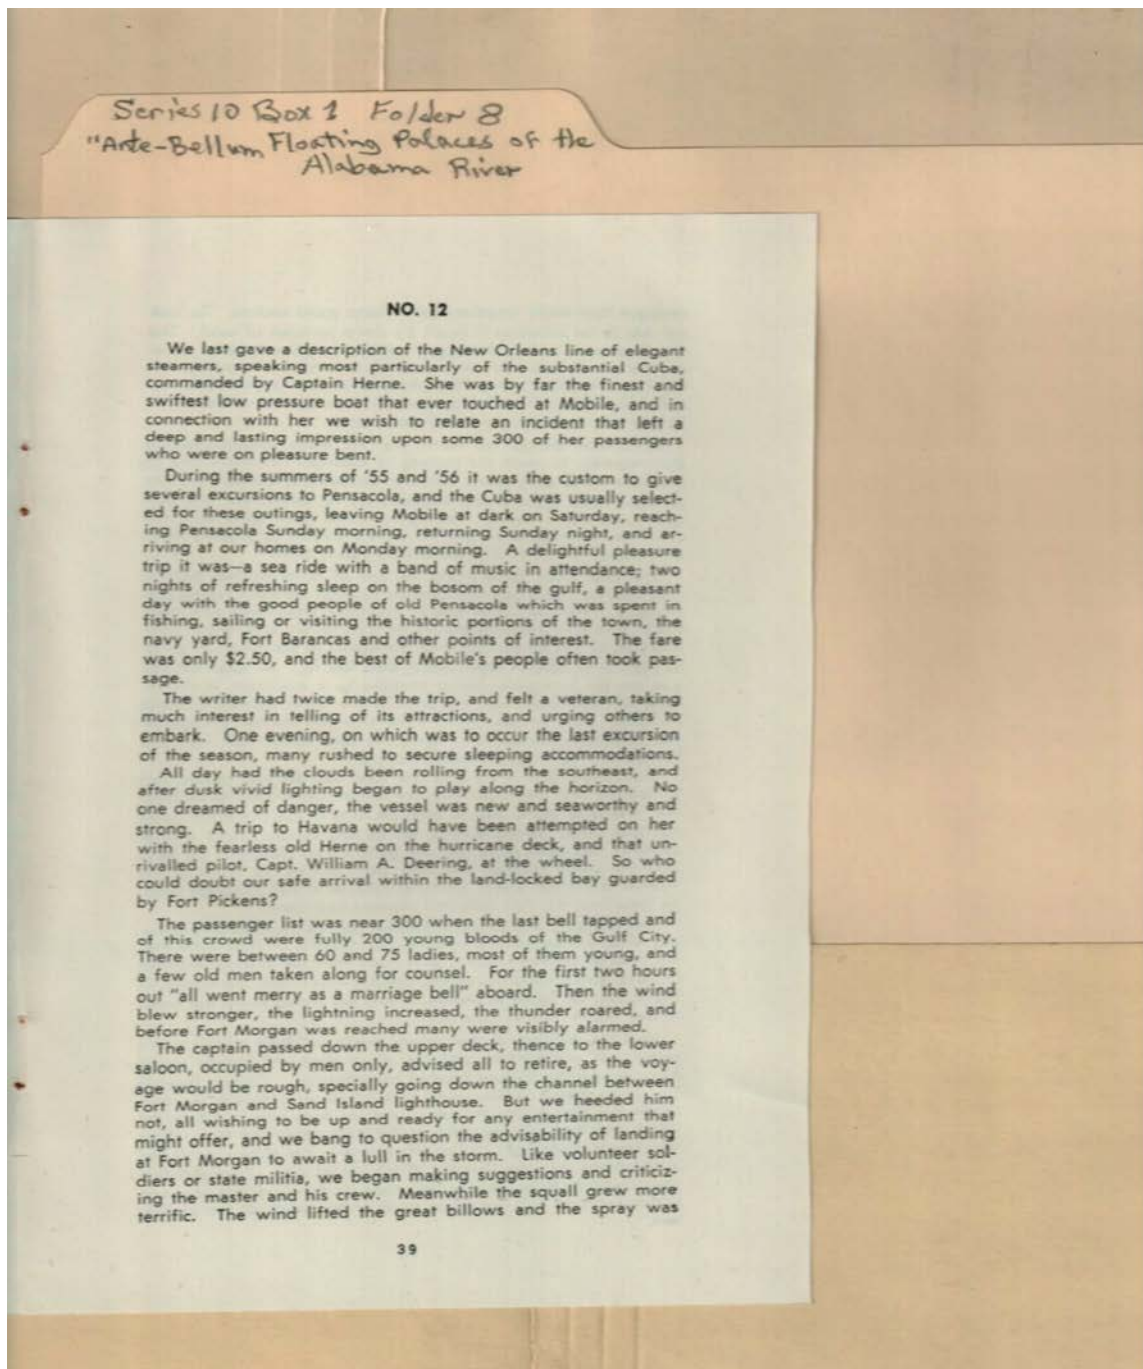 Series 10 Box 1 Folder 8
"Ante-Bellum Floating Palaces of the
Alabama River
NO. 12
We last gave a description of the New Orleans line of elegant
steamers, speaking most particularly of the substantial Cuba,
commanded by Captain Herne. She was by far the finest and
swiftest low pressure boat that ever touched at Mobile, and in
connection with her we wish to relate an incident that left a
deep and lasting impression upon some 300 of her passengers
who were on pleasure bent.
During the summers of '55 and '56 it was the custom to give
several excursions to Pensacola, and the Cuba was usually select-
ed for these outings, leaving Mobile at dark on Saturday, reach-
ing Pensacola Sunday morning, returning Sunday night, and ar-
riving at our homes on Monday morning. A delightful pleasure
trip it was—a sea ride with a band of music in attendance; two
nights of refreshing sleep on the bosom of the gulf, a pleasant
day with the good people of old Pensacola which was spent in
fishing, sailing or visiting the historic portions of the town, the
navy yard, Fort Barancas and other points of interest. The fare
was only $2.50, and the best of Mobile's people often took pas-
sage.
The writer had twice made the trip, and felt a veteran, taking
much interest in telling of its attractions, and urging others to
embark. One evening, on which was to occur the last excursion
of the season, many rushed to secure sleeping accommodations.
All day had the clouds been rolling from the southeast, and
after dusk vivid lighting began to play along the horizon. No
one dreamed of danger, the vessel was new and seaworthy and
strong. A trip to Havana would have been attempted on her
with the fearless old Herne on the hurricane deck, and that un-
rivalled pilot, Capt. William A. Deering, at the wheel. So who
could doubt our safe arrival within the land-locked bay guarded
by Fort Pickens?
The passenger list was near 300 when the last bell tapped and
of this crowd were fully 200 young bloods of the Gulf City.
There were between 60 and 75 ladies, most of them young, and
a few old men taken along for counsel. For the first two hours
out "all went merry as a marriage bell" aboard. Then the wind
blew stronger, the lightning increased, the thunder roared, and
before Fort Morgan was reached many were visibly alarmed.
The captain passed down the upper deck, thence to the lower
saloon, occupied by men only, advised all to retire, as the voy-
age would be rough, specially going down the channel between
Fort Morgan and Sand Island lighthouse. But we heeded him
not, all wishing to be up and ready for any entertainment that
might offer, and we bang to question the advisability of landing
at Fort Morgan to await a lull in the storm. Like volunteer sol-
diers or state militia, we began making suggestions and criticiz-
ing the master and his crew. Meanwhile the squall grew more
terrific. The wind lifted the great billows and the spray was
39